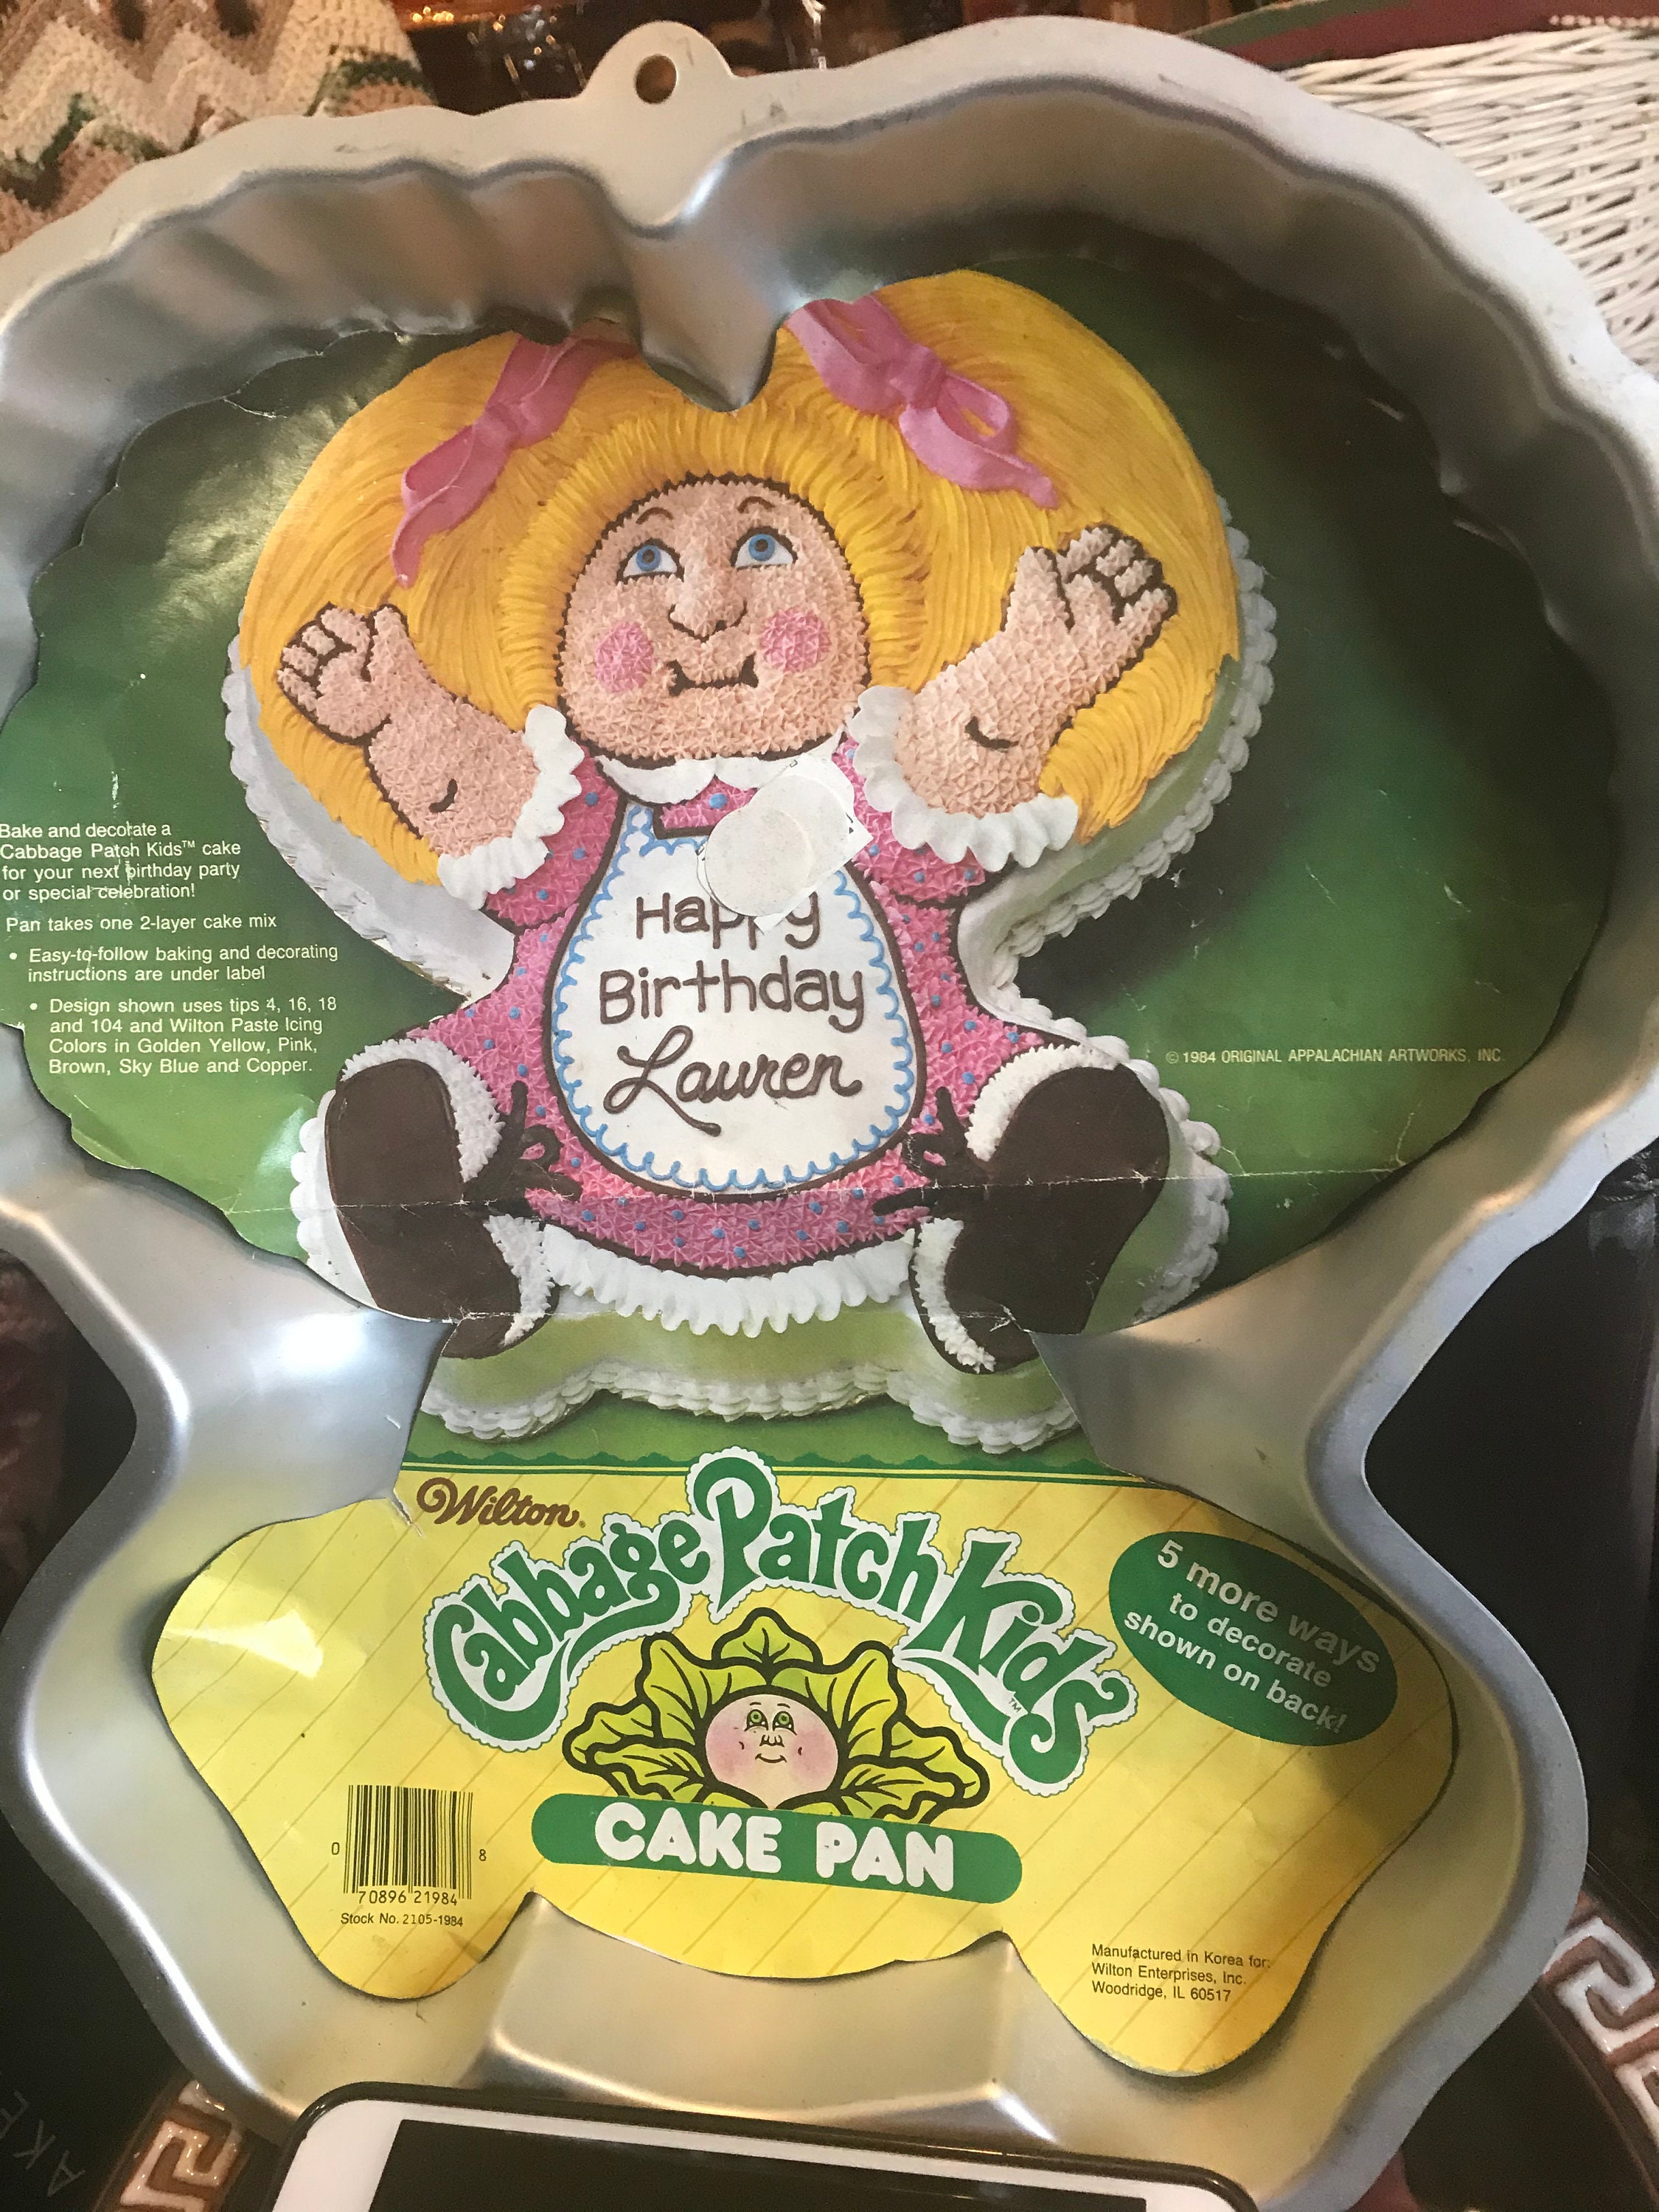 Bake and decorate a
Cabbage Patch Kids™ cake
for your next birthday party
or special celebration!
Pan takes one 2-layer cake mix
• Easy-to-follow baking and decorating
instructions are under label
• Design shown uses tips 4, 16, 18
and 104 and Wilton Paste Icing
Colors in Golden Yellow, Pink,
Brown, Sky Blue and Copper.
Happy
Birthday
Lauren
© 1984 ORIGINAL APPALACHIAN ARTWORKS, INC.
Wilton®
Cabbage Patch Kids™
5 more ways
to decorate
shown on back!
CAKE PAN
0 70896 21984 8
Stock No. 2105-1984
Manufactured in Korea for:
Wilton Enterprises, Inc.
Woodridge, IL 60517